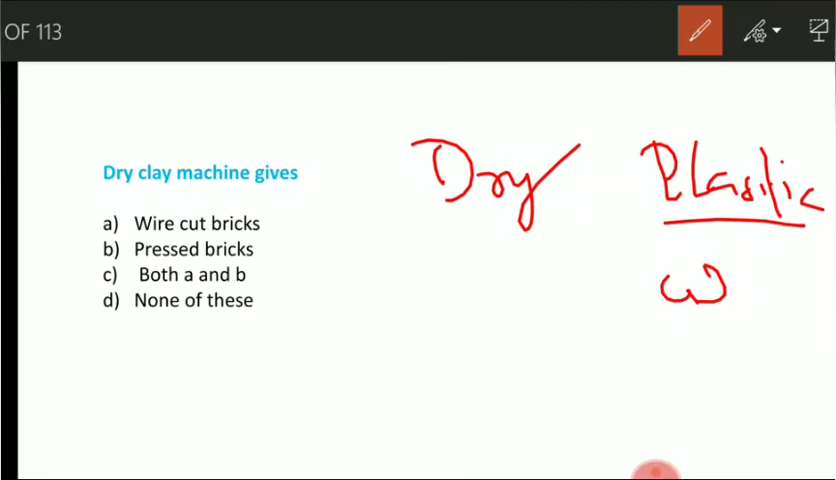 OF 113
Dry clay machine gives
Dry
Plastic
a) Wire cut bricks
b) Pressed bricks
c) Both a and b
d) None of these
w